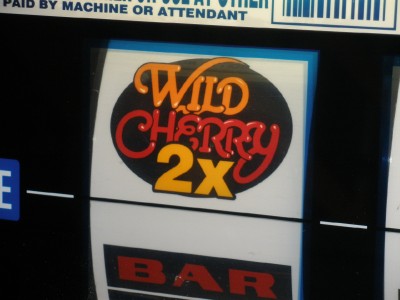 PAID BY MACHINE OR ATTENDANT
WILD
CHERRY
2x
E
BAR